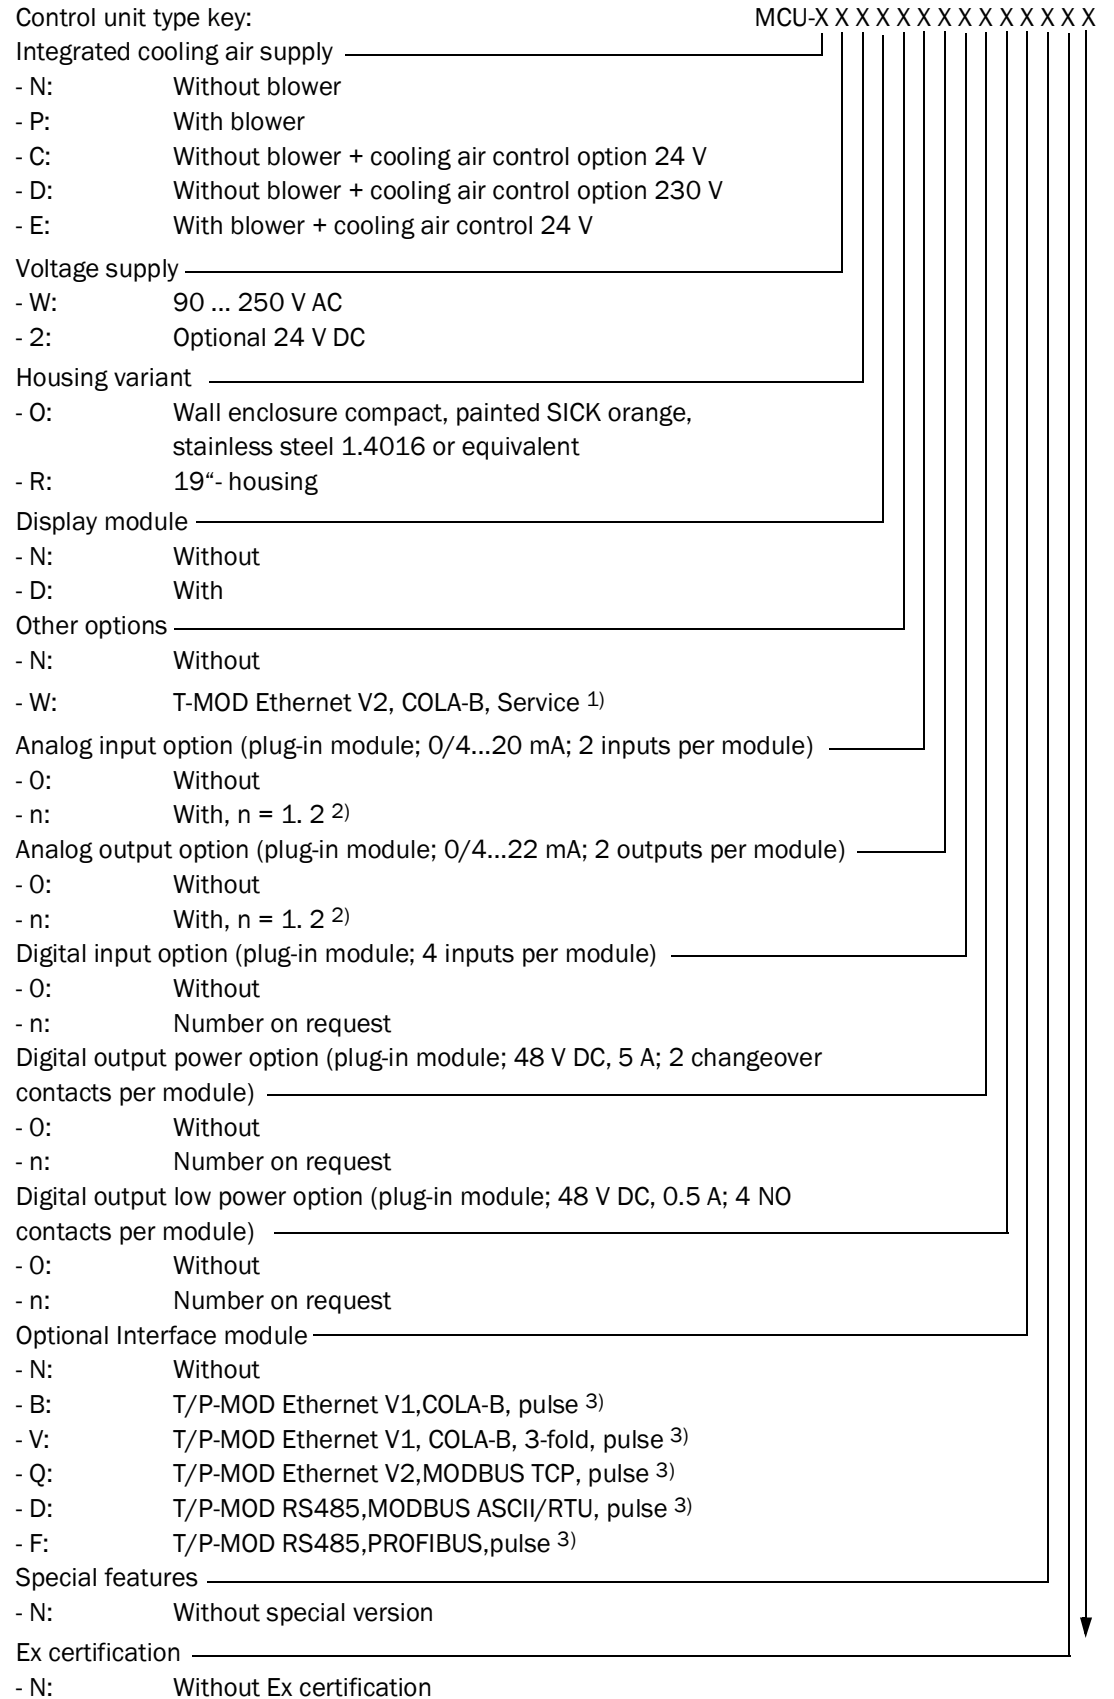 Control unit type key: MCU-X X X X X X X X X X X X X X
Integrated cooling air supply
- N: Without blower
- P: With blower
- C: Without blower + cooling air control option 24 V
- D: Without blower + cooling air control option 230 V
- E: With blower + cooling air control 24 V
Voltage supply
- W: 90 ... 250 V AC
- 2: Optional 24 V DC
Housing variant
- O: Wall enclosure compact, painted SICK orange,
stainless steel 1.4016 or equivalent
- R: 19“- housing
Display module
- N: Without
- D: With
Other options
- N: Without
- W: T-MOD Ethernet V2, COLA-B, Service 1)
Analog input option (plug-in module; 0/4...20 mA; 2 inputs per module)
- 0: Without
- n: With, n = 1. 2 2)
Analog output option (plug-in module; 0/4...22 mA; 2 outputs per module)
- 0: Without
- n: With, n = 1. 2 2)
Digital input option (plug-in module; 4 inputs per module)
- 0: Without
- n: Number on request
Digital output power option (plug-in module; 48 V DC, 5 A; 2 changeover
contacts per module)
- 0: Without
- n: Number on request
Digital output low power option (plug-in module; 48 V DC, 0.5 A; 4 NO
contacts per module)
- 0: Without
- n: Number on request
Optional Interface module
- N: Without
- B: T/P-MOD Ethernet V1,COLA-B, pulse 3)
- V: T/P-MOD Ethernet V1, COLA-B, 3-fold, pulse 3)
- Q: T/P-MOD Ethernet V2,MODBUS TCP, pulse 3)
- D: T/P-MOD RS485,MODBUS ASCII/RTU, pulse 3)
- F: T/P-MOD RS485,PROFIBUS,pulse 3)
Special features
- N: Without special version
Ex certification
- N: Without Ex certification